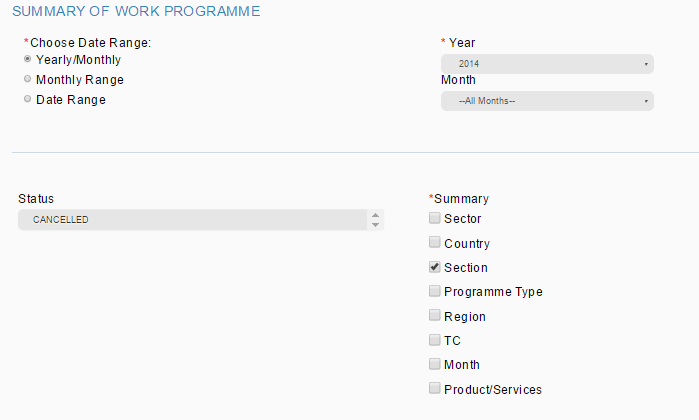 SUMMARY OF WORK PROGRAMME
*Choose Date Range:
Yearly/Monthly
Monthly Range
Date Range
* Year
2014
Month
--All Months--
Status
CANCELLED
*Summary
Sector
Country
Section
Programme Type
Region
TC
Month
Product/Services